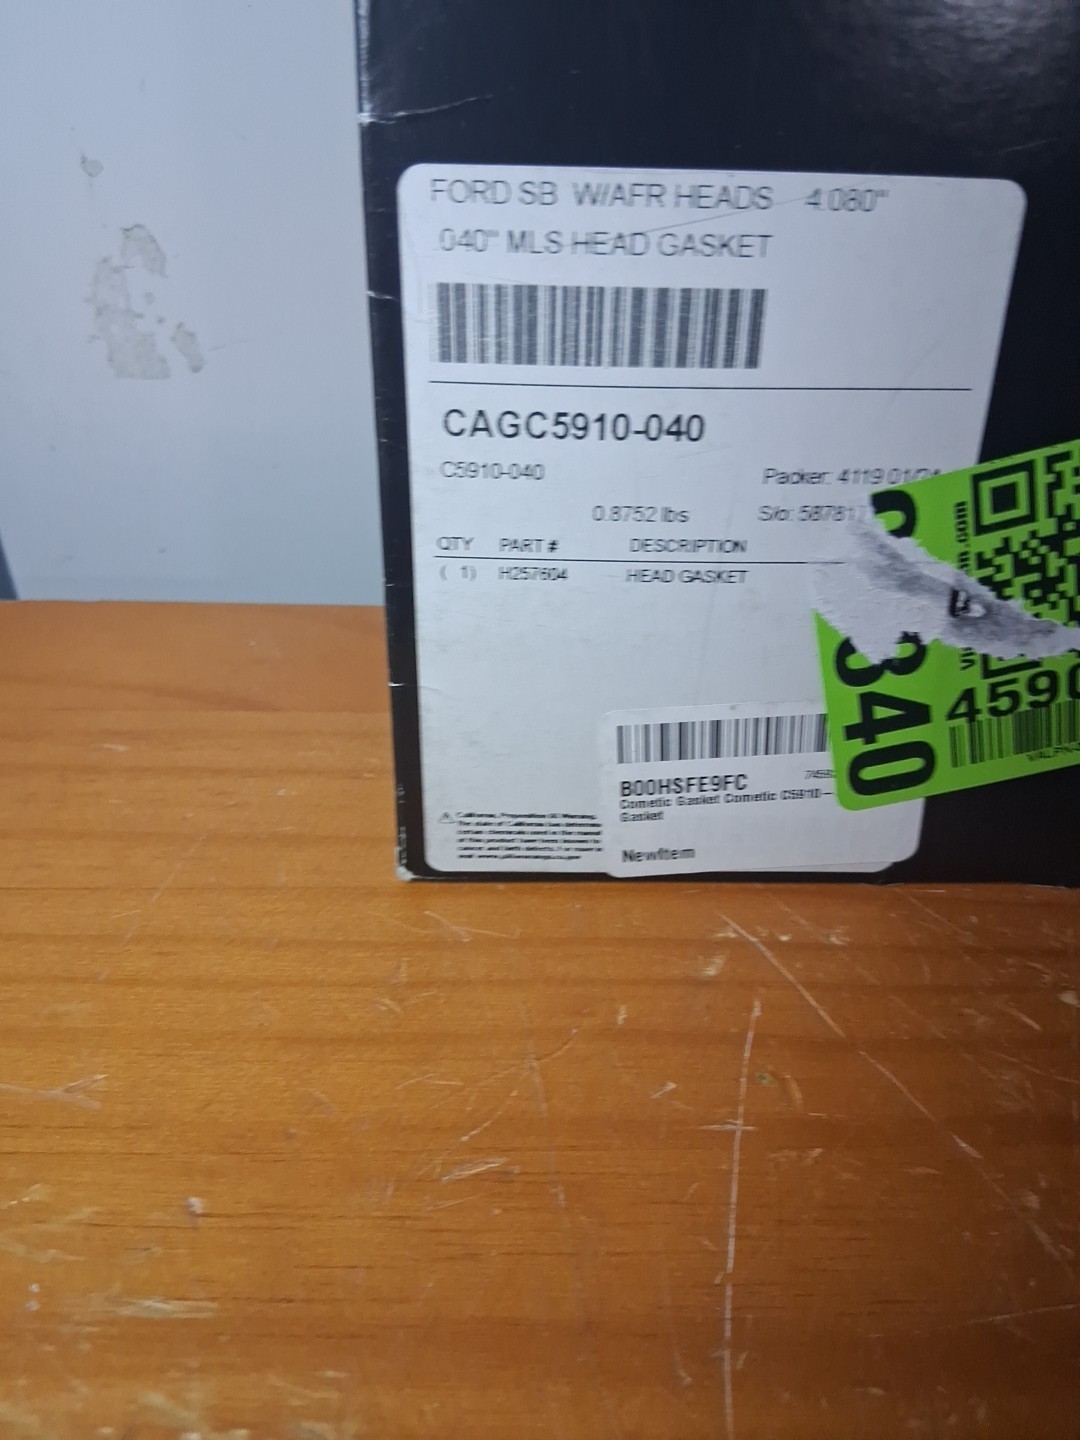 FORD SB W/AFR HEADS 4.080"
.040" MLS HEAD GASKET
CAGC5910-040
C5910-040
Packer: 4119
0.8752 lbs
S/o: 587817
QTY PART # DESCRIPTION
( 1) H257604 HEAD GASKET
340
4590
B00HSFE9FC
Cometic Gasket Cometic C5910-
Gasket
NewItem